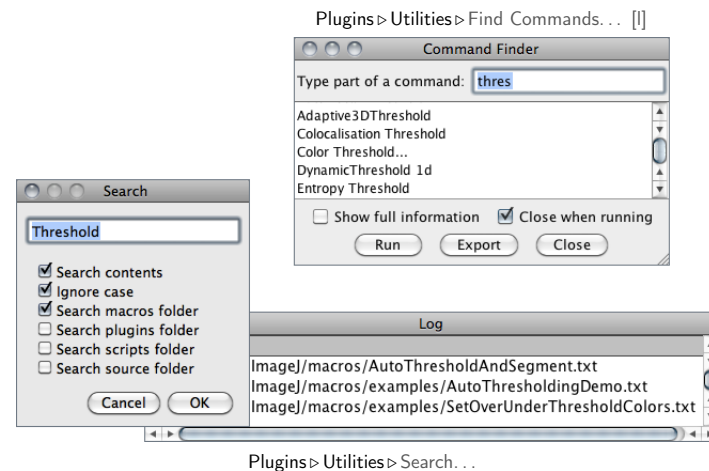 Plugins ▷ Utilities ▷ Find Commands. . . [l]
Command Finder
Type part of a command: thres
Adaptive3DThreshold
Colocalisation Threshold
Color Threshold...
DynamicThreshold 1d
Entropy Threshold
Show full information Close when running
Run Export Close
Search
Threshold
Search contents
Ignore case
Search macros folder
Search plugins folder
Search scripts folder
Search source folder
Cancel OK
Log
ImageJ/macros/AutoThresholdAndSegment.txt
ImageJ/macros/examples/AutoThresholdingDemo.txt
ImageJ/macros/examples/SetOverUnderThresholdColors.txt
Plugins ▷ Utilities ▷ Search. . .